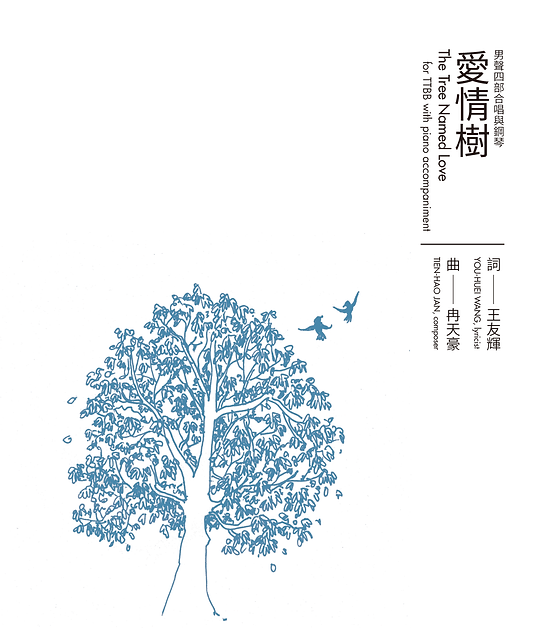 男聲四部合唱與鋼琴
愛情樹
The Tree Named Love
for TTBB with piano accompaniment
詞——王友輝
YOU-HUEI WANG, lyricist
曲——冉天豪
TIEN-HAO JAN, composer